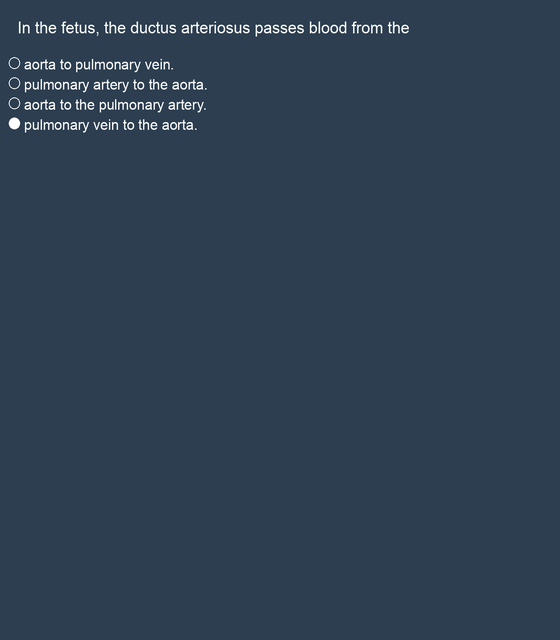 In the fetus, the ductus arteriosus passes blood from the
aorta to pulmonary vein.
pulmonary artery to the aorta.
aorta to the pulmonary artery.
pulmonary vein to the aorta.